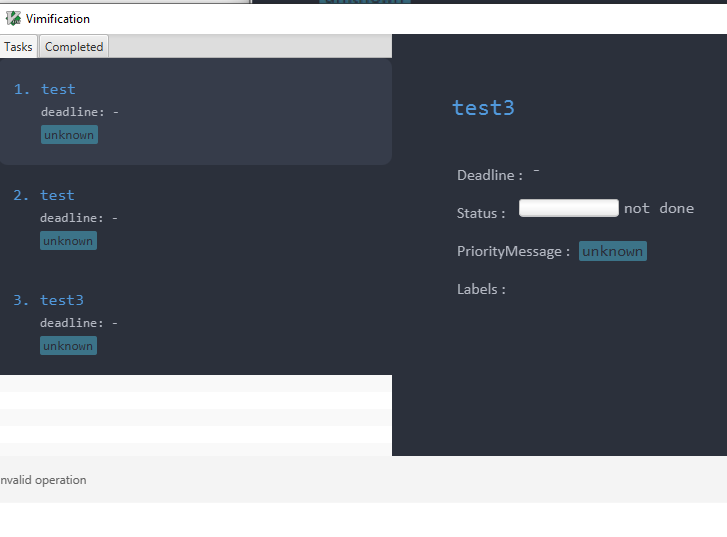 unknown
Vimification
Tasks Completed
1. test
deadline: -
unknown
2. test
deadline: -
unknown
3. test3
deadline: -
unknown
test3
Deadline : -
Status : not done
PriorityMessage : unknown
Labels :
nvalid operation